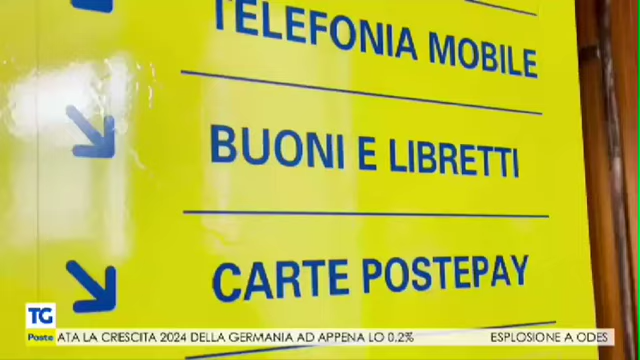 TELEFONIA MOBILE
BUONI E LIBRETTI
CARTE POSTEPAY
TG
Poste
ATA LA CRESCITA 2024 DELLA GERMANIA AD APPENA LO 0.2% ESPLOSIONE A ODES